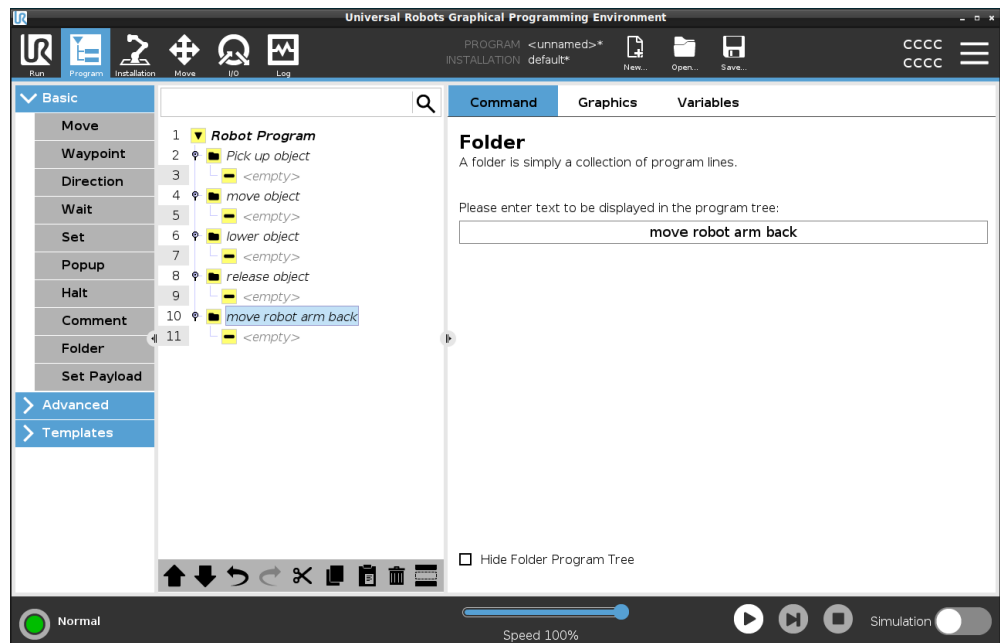 Universal Robots Graphical Programming Environment
UR
Run
Program
Installation
Move
I/O
Log
PROGRAM <unnamed>*
INSTALLATION default*
New...
Open...
Save...
CCCC
CCCC
Basic
Move
Waypoint
Direction
Wait
Set
Popup
Halt
Comment
Folder
Set Payload
Advanced
Templates
1 Robot Program
2 Pick up object
3 <empty>
4 move object
5 <empty>
6 lower object
7 <empty>
8 release object
9 <empty>
10 move robot arm back
11 <empty>
Command Graphics Variables
Folder
A folder is simply a collection of program lines.
Please enter text to be displayed in the program tree:
move robot arm back
Hide Folder Program Tree
Normal
Speed 100%
Simulation